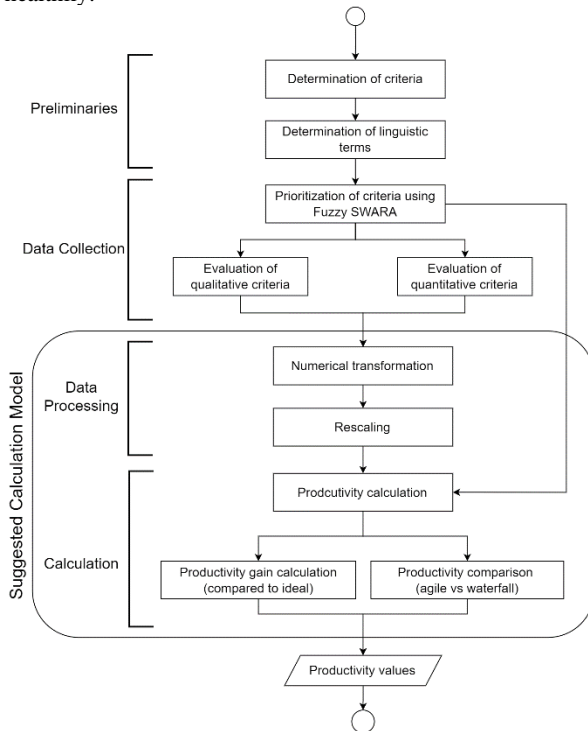 healthily.
Determination of criteria
Preliminaries
Determination of linguistic
terms
Prioritization of criteria using
Fuzzy SWARA
Data Collection
Evaluation of
qualitative criteria
Evaluation of
quantitative criteria
Suggested Calculation Model
Data
Processing
Numerical transformation
Rescaling
Calculation
Prodcutivity calculation
Productivity gain calculation
(compared to ideal)
Productivity comparison
(agile vs waterfall)
Productivity values